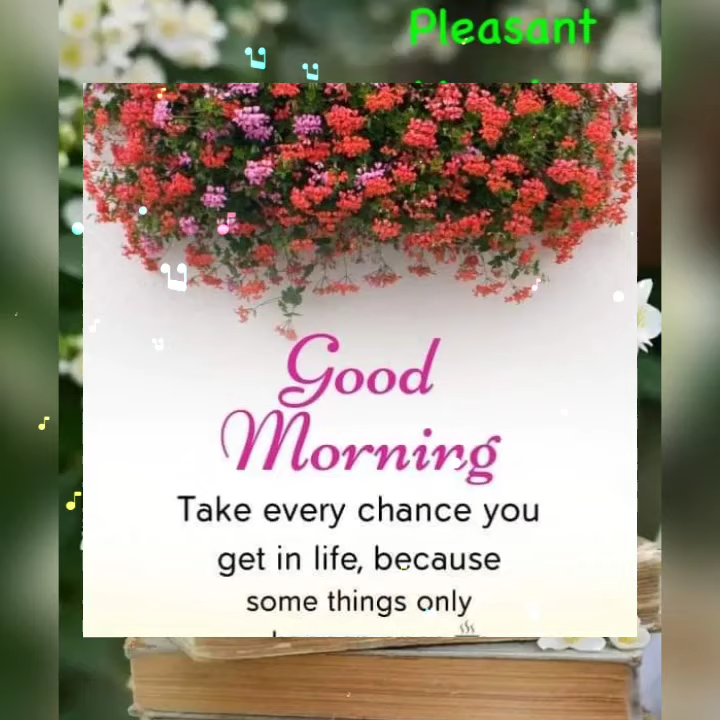 Pleasant
Good
Morning
Take every chance you
get in life, because
some things only